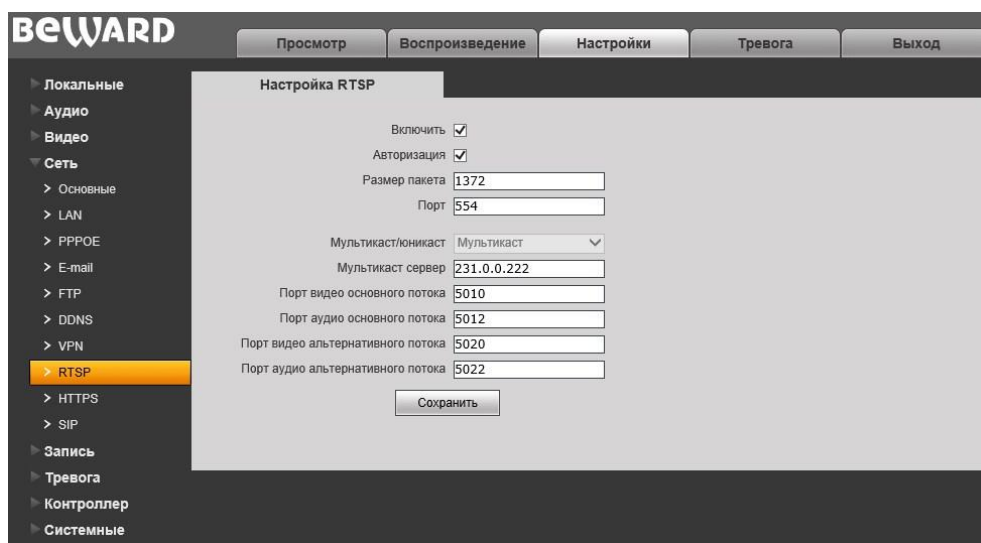 BEWARD
Просмотр
Воспроизведение
Настройки
Тревога
Выход
Локальные
Аудио
Видео
Сеть
> Основные
> LAN
> PPPOE
> E-mail
> FTP
> DDNS
> VPN
> RTSP
> HTTPS
> SIP
Запись
Тревога
Контроллер
Системные
Настройка RTSP
Включить
Авторизация
Размер пакета 1372
Порт 554
Мультикаст/юникаст Мультикаст
Мультикаст сервер 231.0.0.222
Порт видео основного потока 5010
Порт аудио основного потока 5012
Порт видео альтернативного потока 5020
Порт аудио альтернативного потока 5022
Сохранить